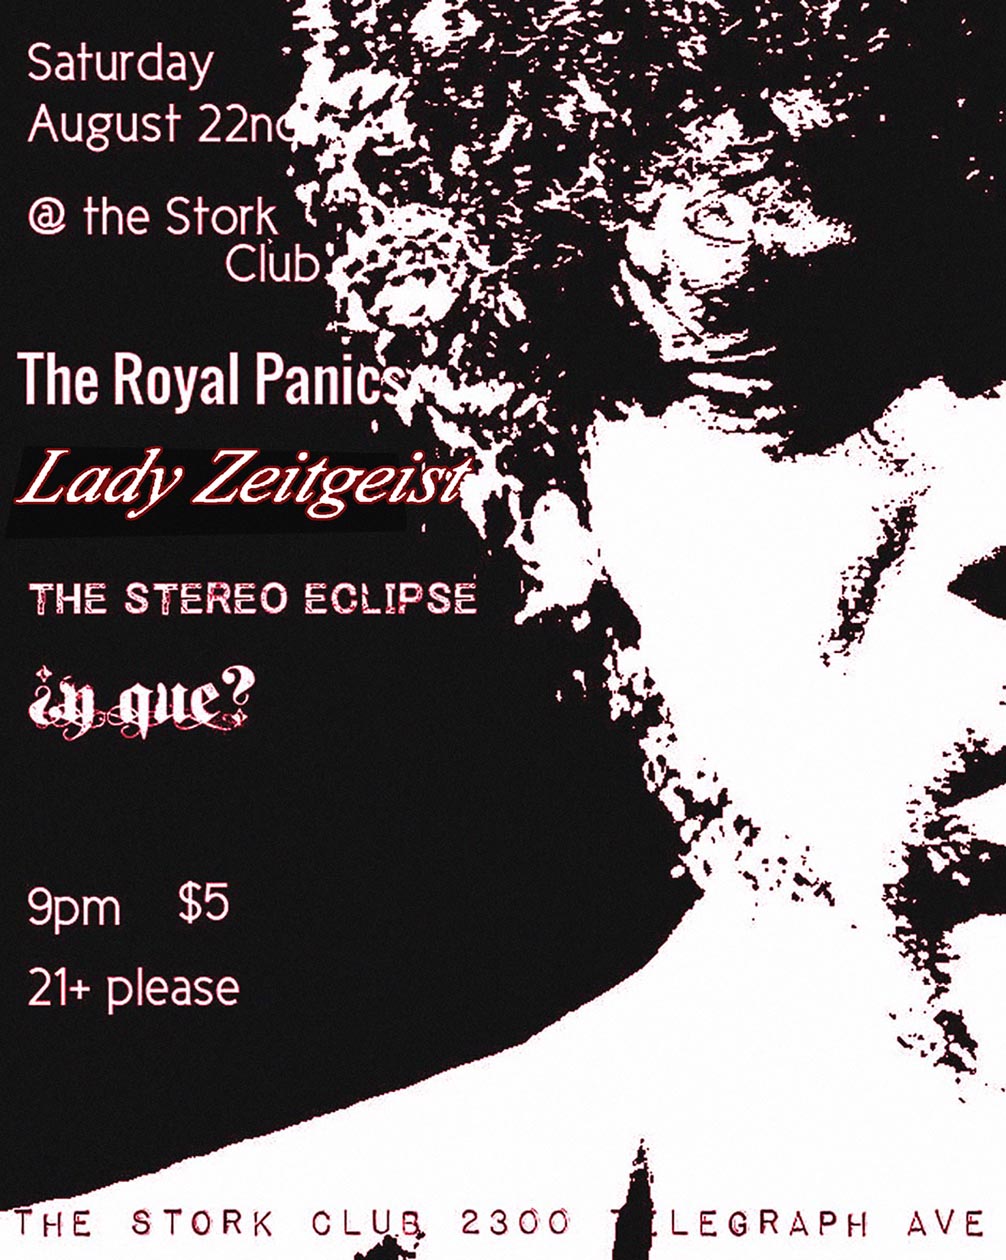 Saturday
August 22nd
@ the Stork
Club
The Royal Panics
Lady Zeitgeist
THE STEREO ECLIPSE
¿y que?
9pm $5
21+ please
THE STORK CLUB 2300 TELEGRAPH AVE